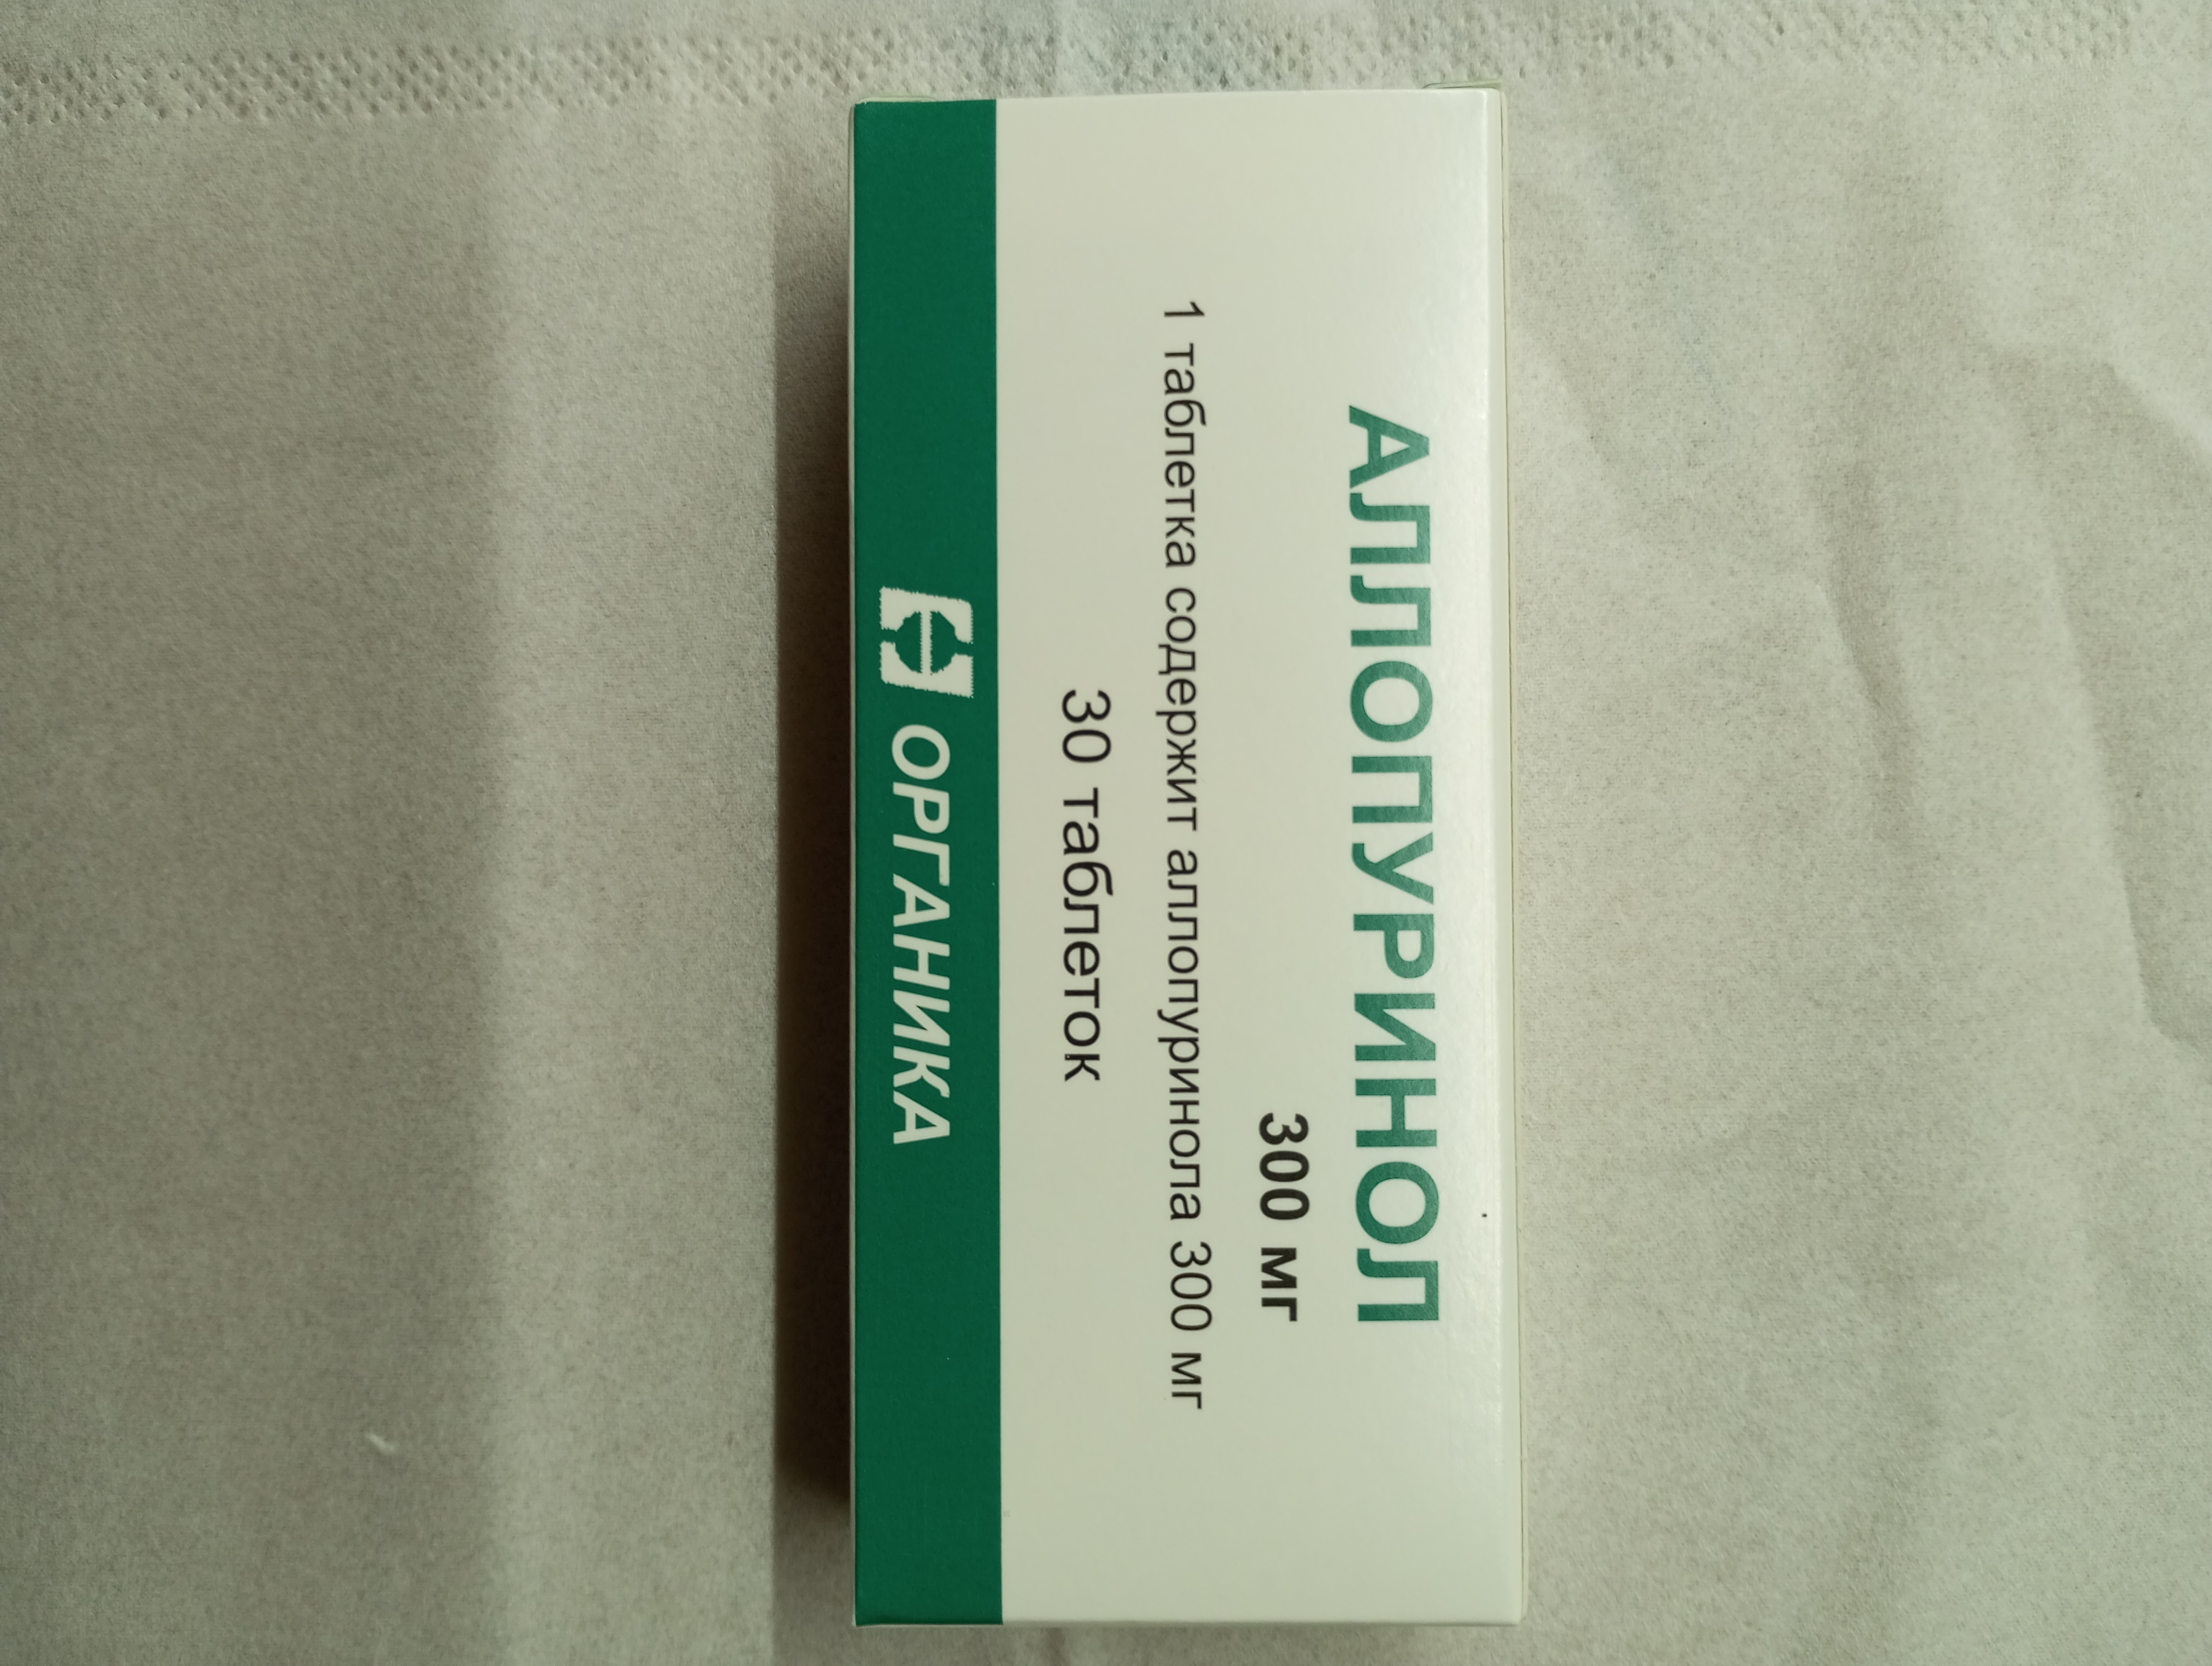 АЛЛОПУРИНОЛ
300 мг
1 таблетка содержит аллопуринола 300 мг
30 таблеток
ОРГАНИКА